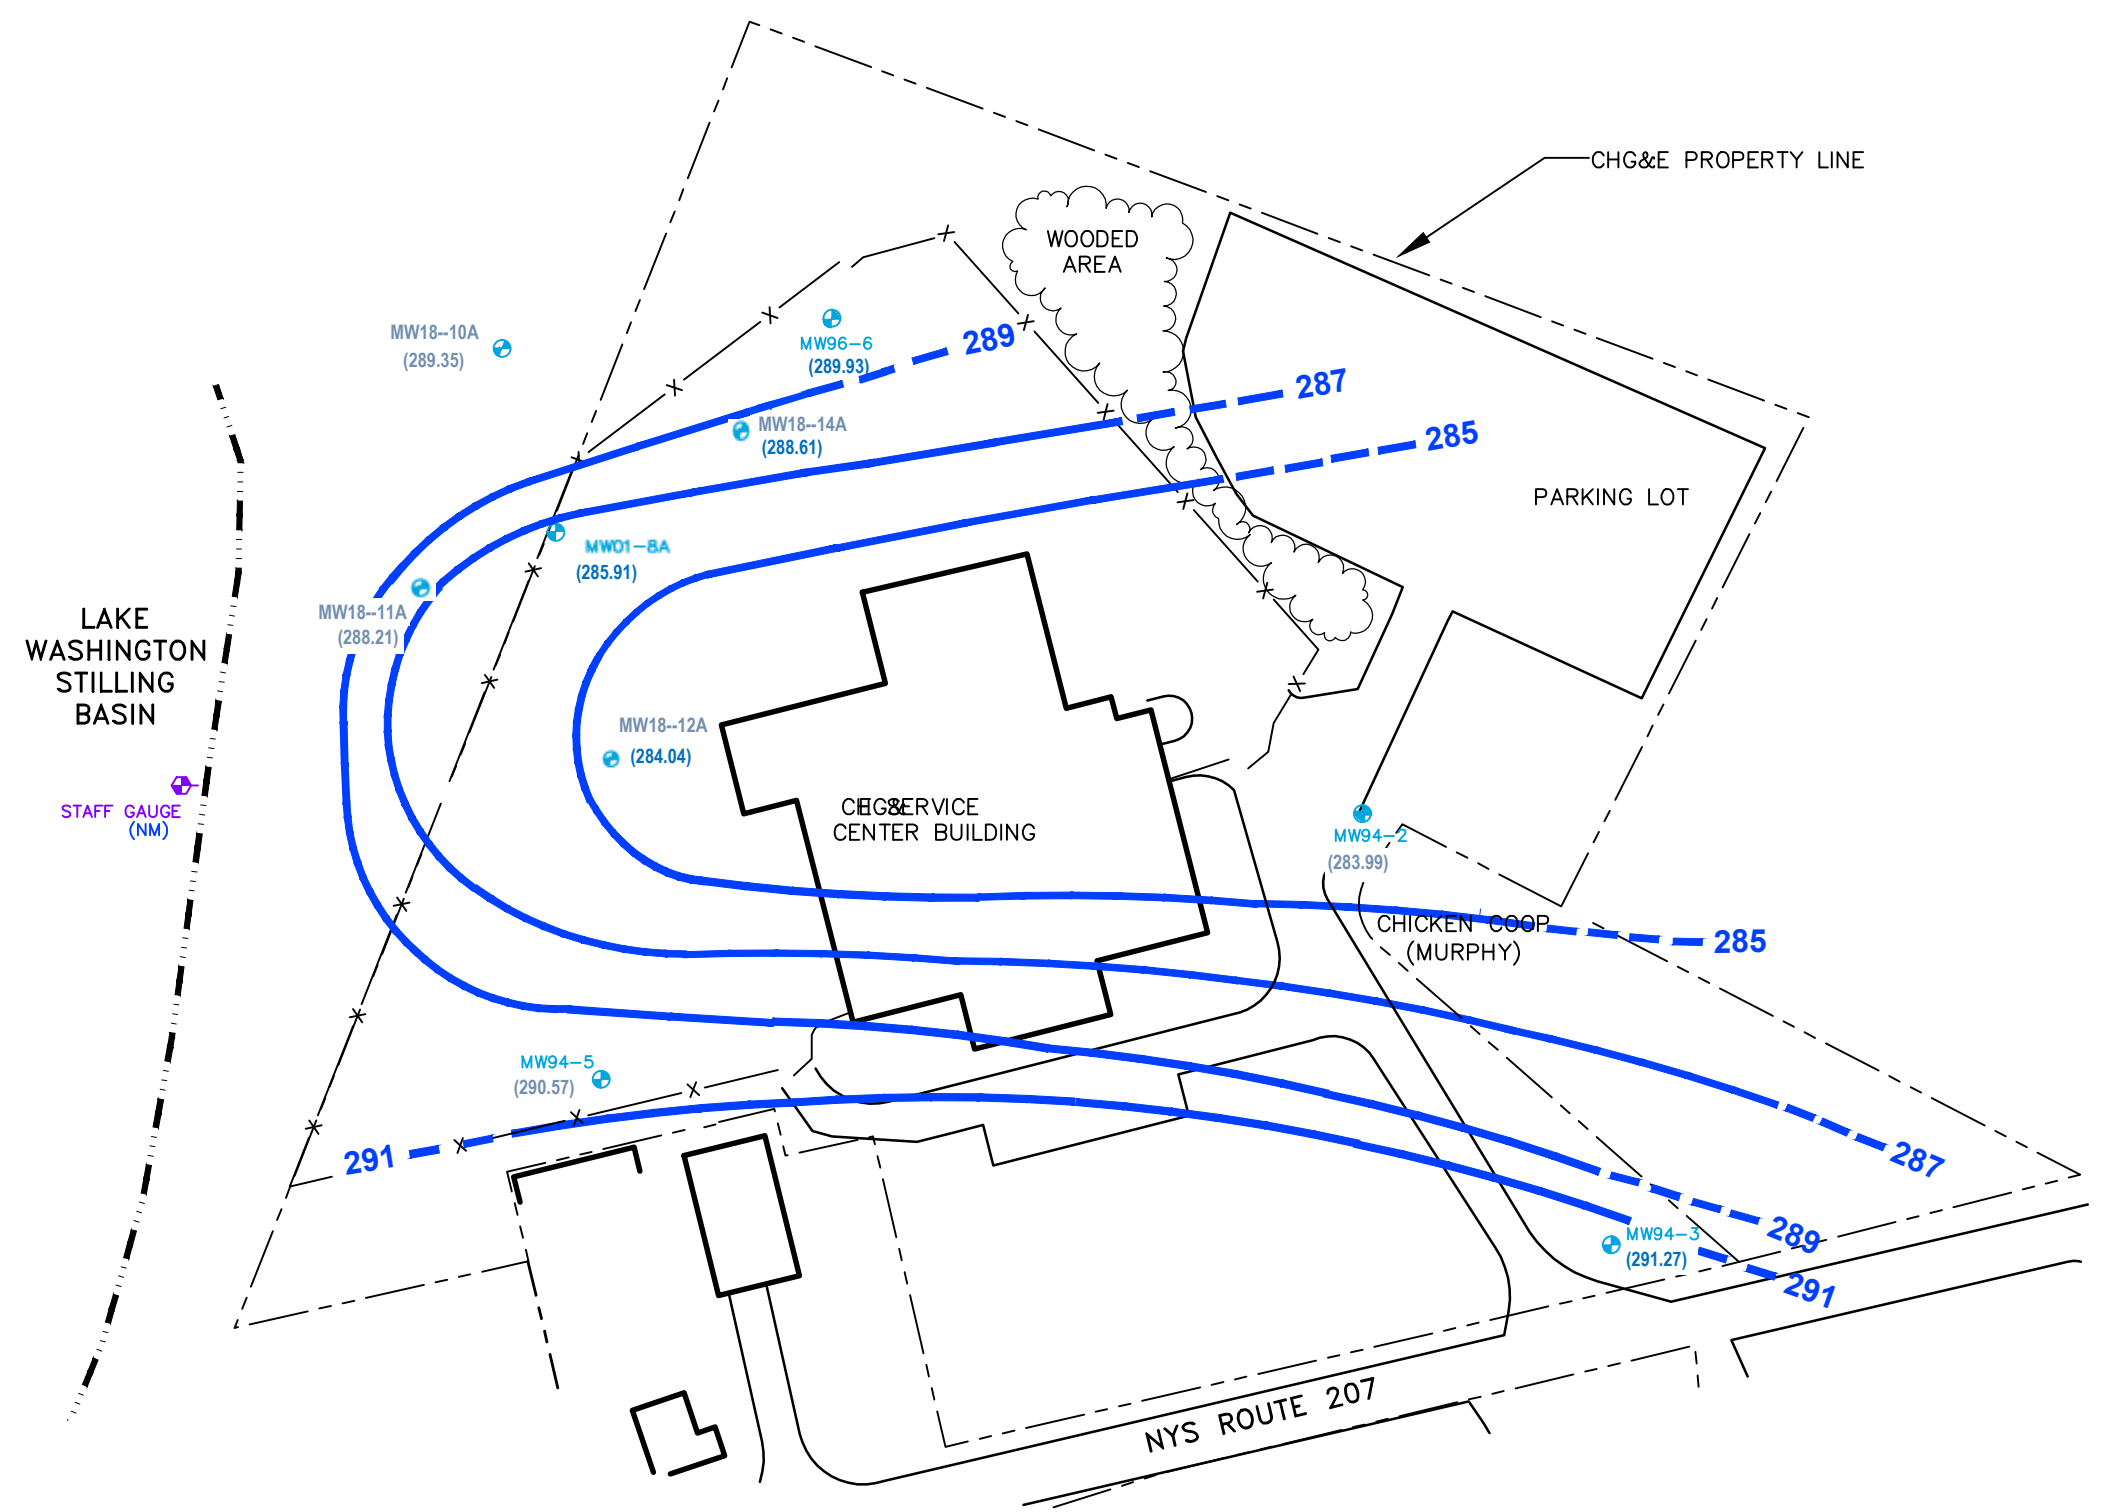 CHG&E PROPERTY LINE
WOODED
AREA
MW18--10A
(289.35)
MW96-6
(289.93)
289
287
MW18--14A
(288.61)
285
PARKING LOT
MW01-8A
(285.91)
MW18--11A
(288.21)
LAKE
WASHINGTON
STILLING
BASIN
MW18--12A
(284.04)
STAFF GAUGE
(NM)
CHG&E SERVICE
CENTER BUILDING
MW94-2
(283.99)
CHICKEN COOP
(MURPHY)
285
MW94-5
(290.57)
291
287
289
MW94-3
(291.27)
291
NYS ROUTE 207